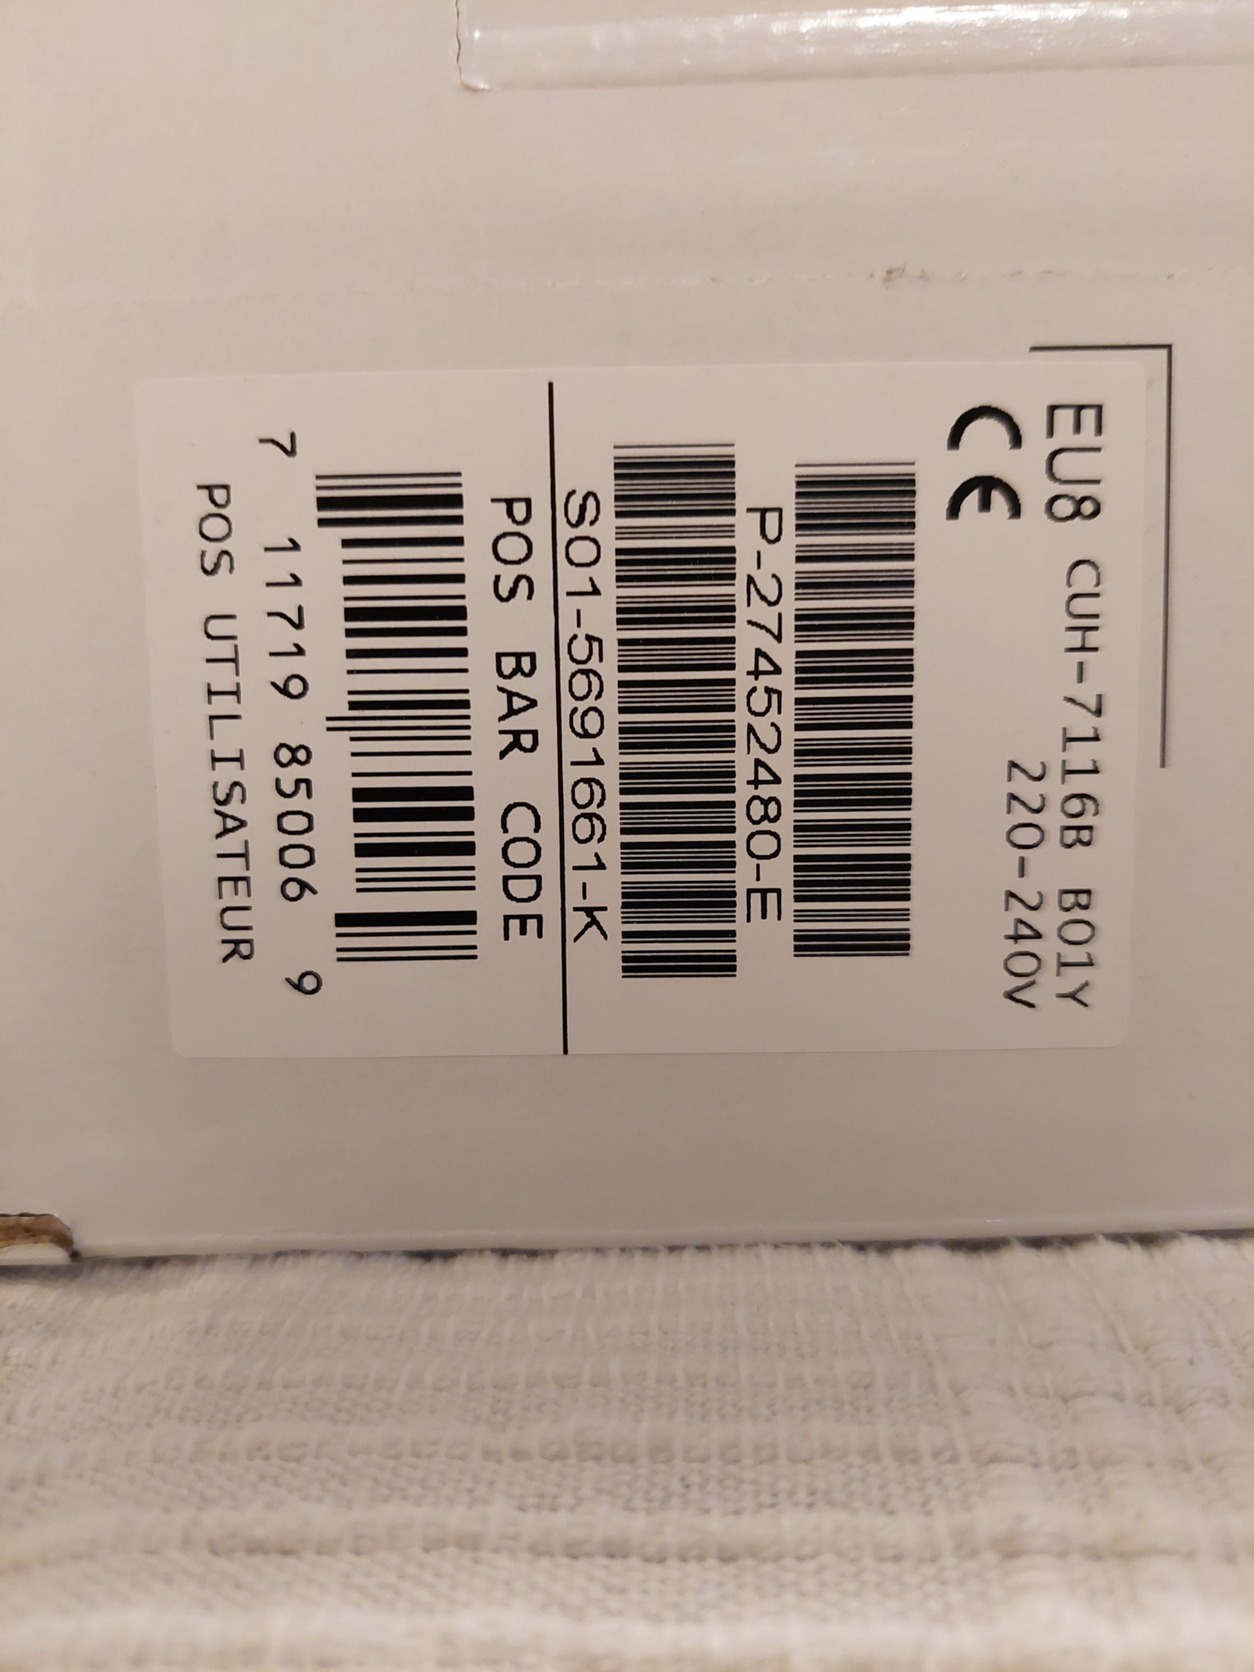 EU8 CUH-7116B B01Y
CE 220-240V
P-27452480-E
S01-5691661-K
POS BAR CODE
7 11719 85006 9
POS UTILISATEUR